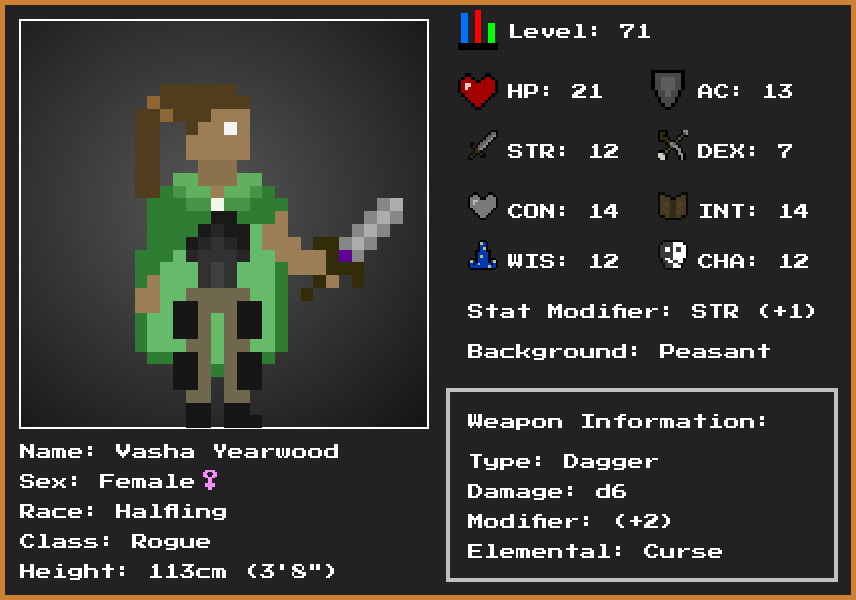 Level: 71
HP: 21 AC: 13
STR: 12 DEX: 7
CON: 14 INT: 14
WIS: 12 CHA: 12
Stat Modifier: STR (+1)
Background: Peasant
Weapon Information:
Type: Dagger
Damage: d6
Modifier: (+2)
Elemental: Curse
Name: Vasha Yearwood
Sex: Female♀
Race: Halfling
Class: Rogue
Height: 113cm (3'8")